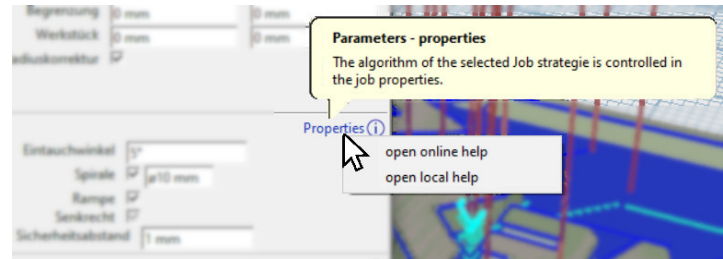 Begrenzung 0 mm 0 mm
Werkstück 0 mm 0 mm
adiuskorrektur
Parameters - properties
The algorithm of the selected Job strategie is controlled in
the job properties.
Properties
open online help
open local help
Eintauchwinkel 5°
Spirale ø10 mm
Rampe
Senkrecht
Sicherheitsabstand 1 mm